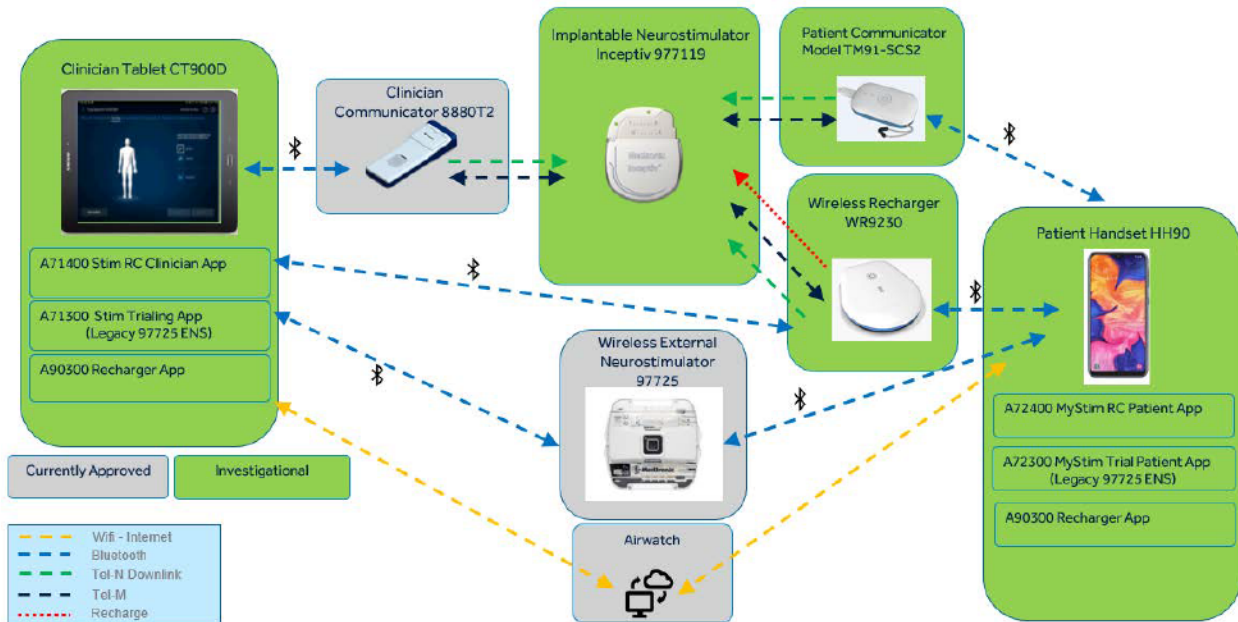 Clinician Tablet CT900D
A71400 Stim RC Clinician App
A71300 Stim Trialing App
(Legacy 97725 ENS)
A90300 Recharger App
Clinician
Communicator 8880T2
Implantable Neurostimulator
Inceptiv 977119
Medtronic
Inceptiv
Patient Communicator
Model TM91-SCS2
Wireless Recharger
WR9230
Wireless External
Neurostimulator
97725
Medtronic
Airwatch
Patient Handset HH90
A72400 MyStim RC Patient App
A72300 MyStim Trial Patient App
(Legacy 97725 ENS)
A90300 Recharger App
Currently Approved
Investigational
Wifi - Internet
Bluetooth
Tel-N Downlink
Tel-M
Recharge